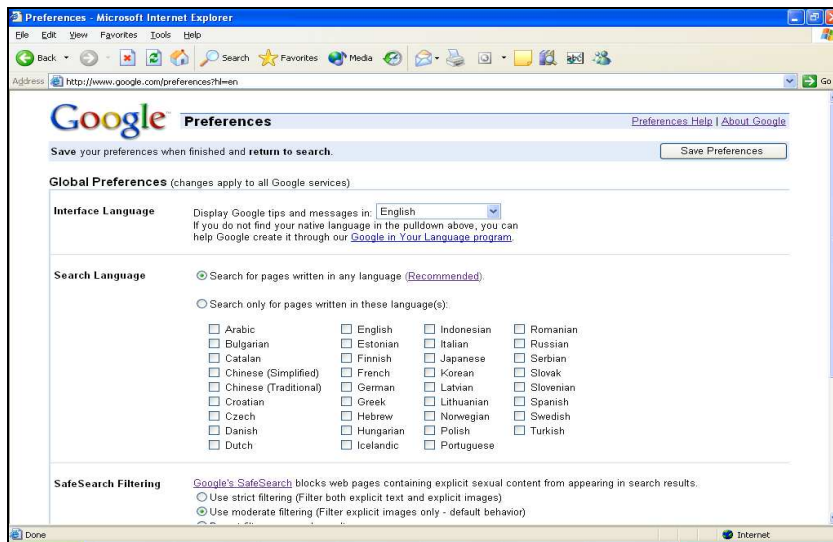 Preferences - Microsoft Internet Explorer
File Edit View Favorites Tools Help
Back Search Favorites Media
Address http://www.google.com/preferences?hl=en Go
Google Preferences Preferences Help | About Google
Save your preferences when finished and return to search. Save Preferences
Global Preferences (changes apply to all Google services)
Interface Language Display Google tips and messages in: English
If you do not find your native language in the pulldown above, you can
help Google create it through our Google in Your Language program.
Search Language Search for pages written in any language (Recommended).
Search only for pages written in these language(s):
Arabic English Indonesian Romanian
Bulgarian Estonian Italian Russian
Catalan Finnish Japanese Serbian
Chinese (Simplified) French Korean Slovak
Chinese (Traditional) German Latvian Slovenian
Croatian Greek Lithuanian Spanish
Czech Hebrew Norwegian Swedish
Danish Hungarian Polish Turkish
Dutch Icelandic Portuguese
SafeSearch Filtering Google's SafeSearch blocks web pages containing explicit sexual content from appearing in search results.
Use strict filtering (Filter both explicit text and explicit images)
Use moderate filtering (Filter explicit images only - default behavior)
Done Internet